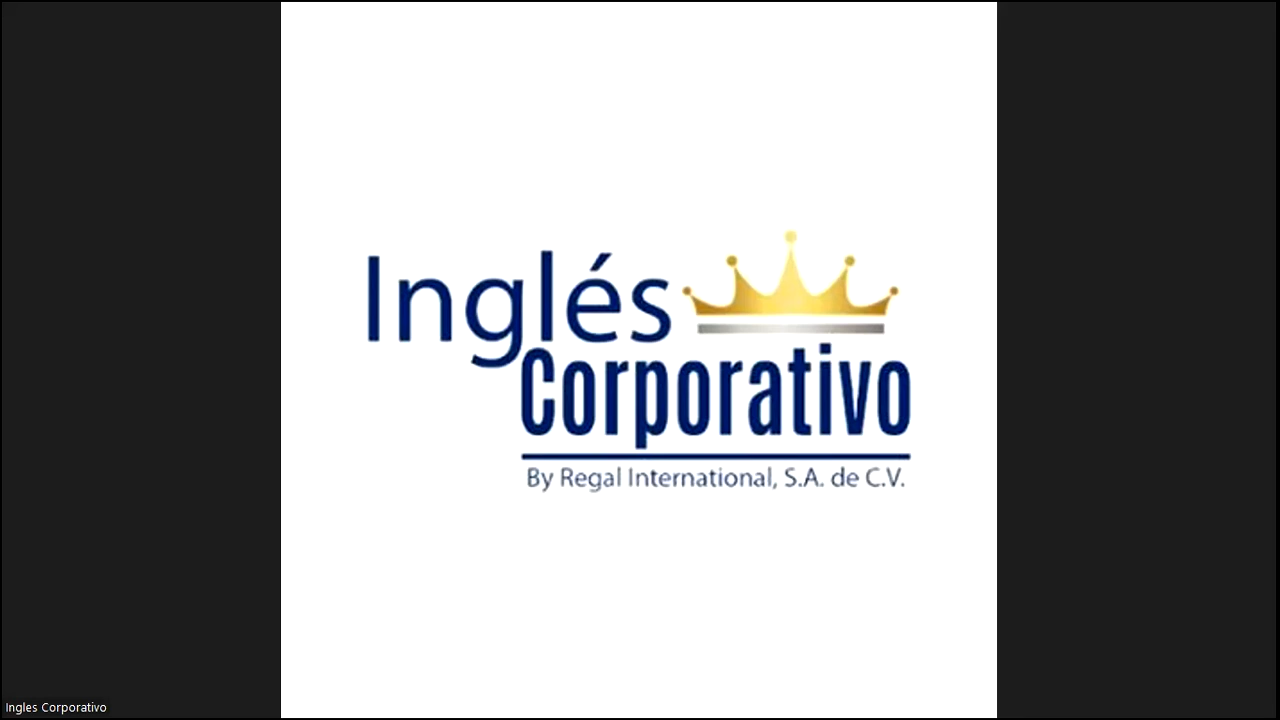 Inglés
Corporativo
By Regal International, S.A. de C.V.
Ingles Corporativo